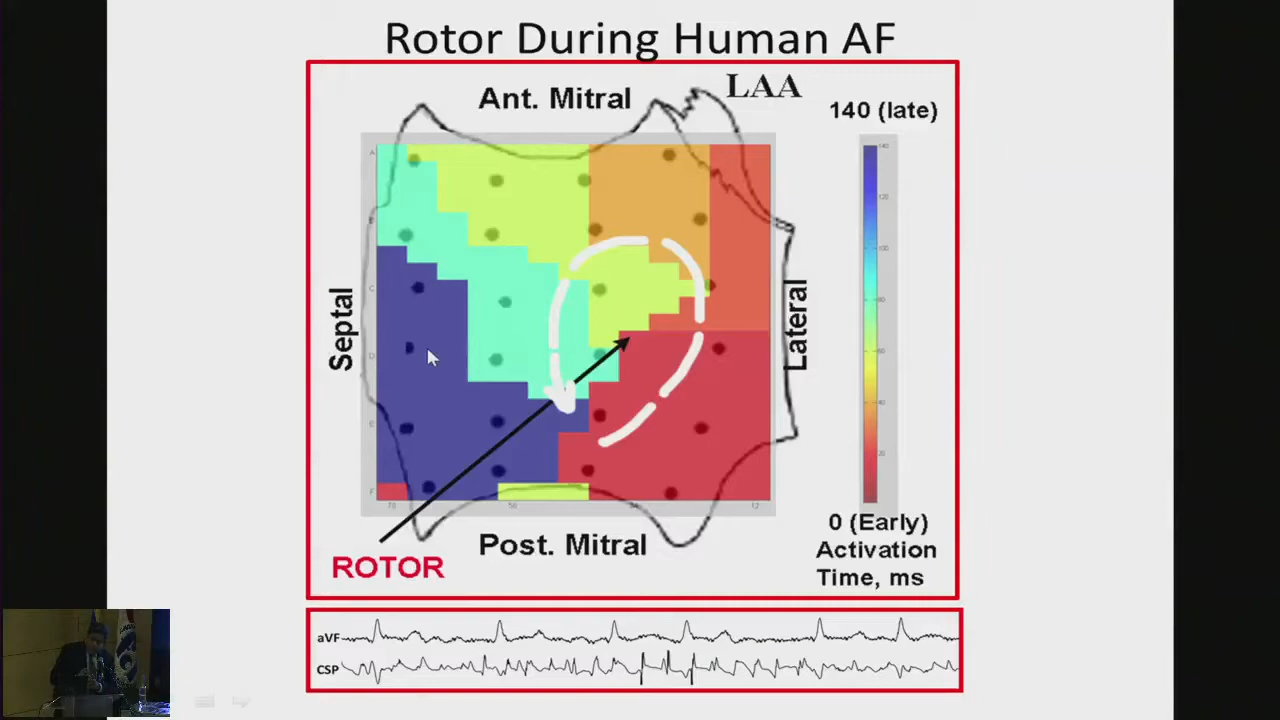 Rotor During Human AF
Ant. Mitral
LAA
140 (late)
Septal
Lateral
Post. Mitral
ROTOR
0 (Early)
Activation
Time, ms
aVF
CSP